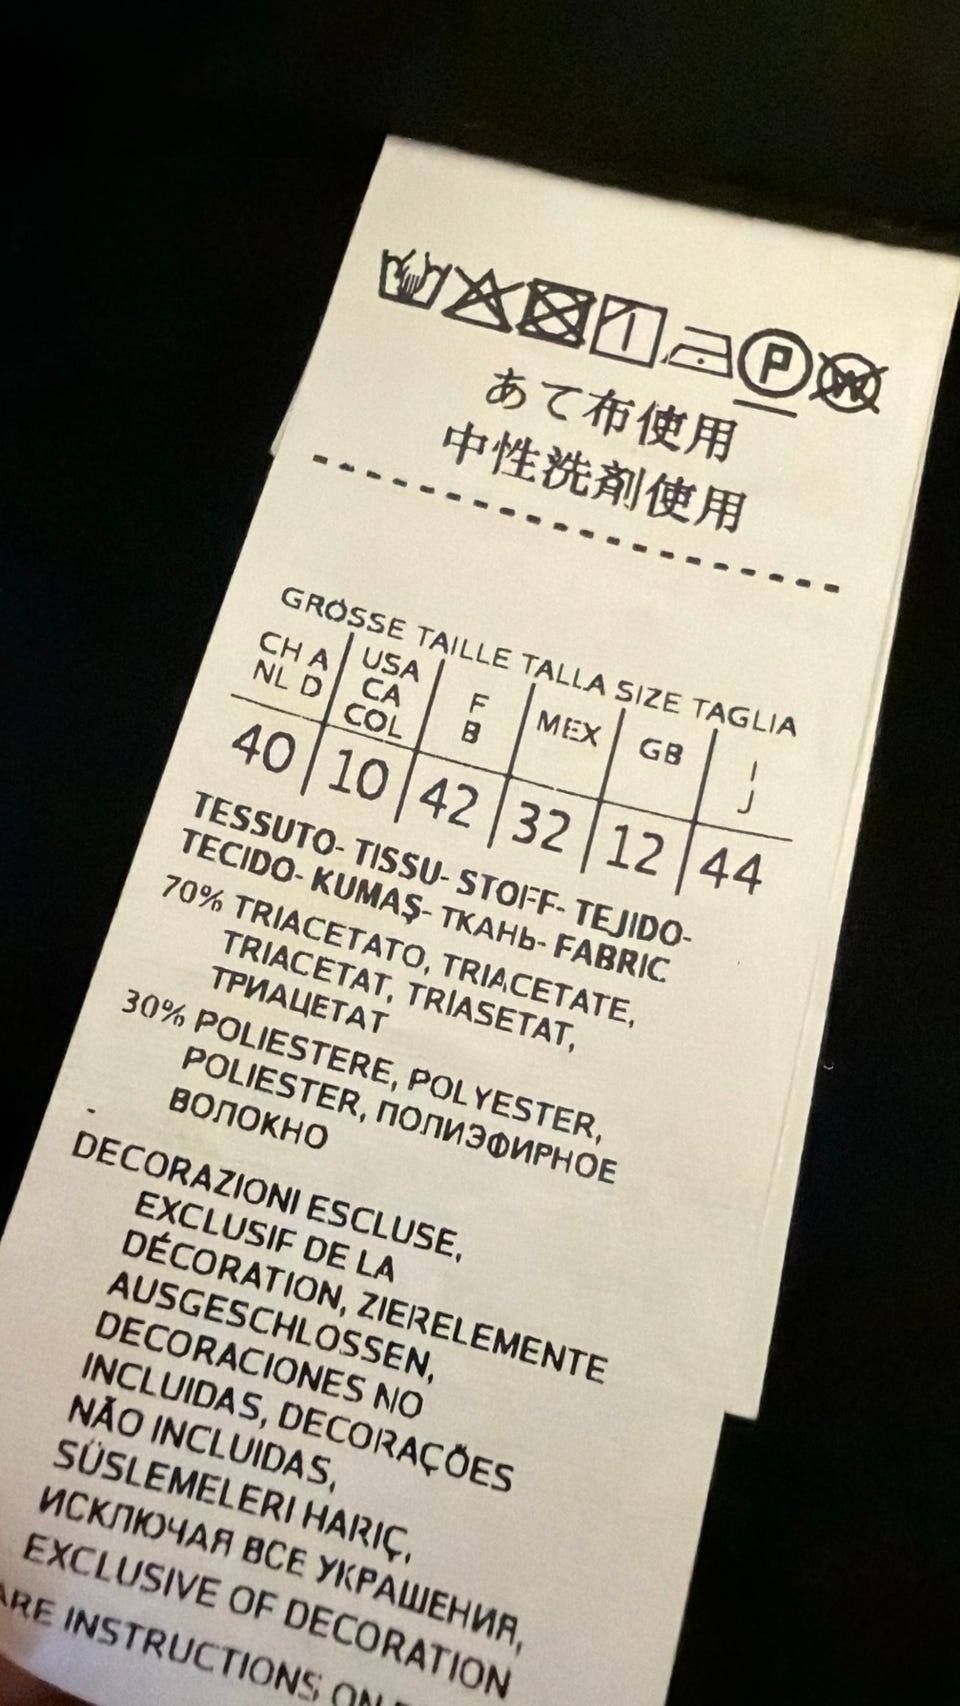 P W
あて布使用
中性洗剤使用
GRÖSSE TAILLE TALLA SIZE TAGLIA
CH A NL D USA CA COL F B MEX GB I J
40 10 42 32 12 44
TESSUTO- TISSU- STOFF- TEJIDO-
TECIDO- KUMAŞ- ТКАНЬ- FABRIC
70% TRIACETATO, TRIACETATE,
TRIACETAT, TRIASETAT,
ТРИАЦЕТАТ
30% POLIESTERE, POLYESTER,
POLIESTER, ПОЛИЭФИРНОЕ
ВОЛОКНО
DECORAZIONI ESCLUSE,
EXCLUSIF DE LA
DÉCORATION, ZIERELEMENTE
AUSGESCHLOSSEN,
DECORACIONES NO
INCLUIDAS, DECORAÇÕES
NÃO INCLUIDAS,
SÜSLEMELERI HARIÇ,
ИСКЛЮЧАЯ ВСЕ УКРАШЕНИЯ,
EXCLUSIVE OF DECORATION
ARE INSTRUCTIONS ON